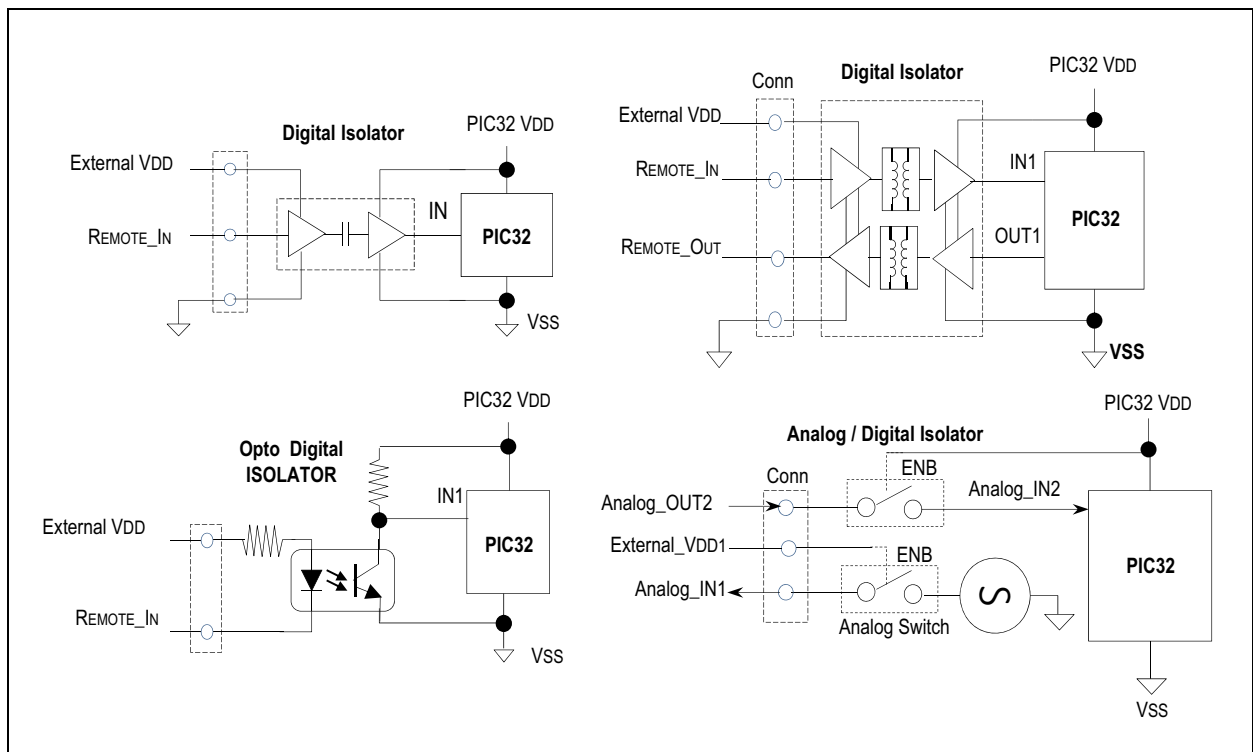 Digital Isolator
PIC32 VDD
External VDD
REMOTE_IN
IN
PIC32
VSS
Conn
Digital Isolator
PIC32 VDD
External VDD
REMOTE_IN
IN1
PIC32
REMOTE_OUT
OUT1
VSS
Opto Digital
ISOLATOR
PIC32 VDD
IN1
External VDD
PIC32
REMOTE_IN
VSS
PIC32 VDD
Analog / Digital Isolator
Conn
ENB
Analog_OUT2
Analog_IN2
External_VDD1
ENB
PIC32
Analog_IN1
S
Analog Switch
VSS